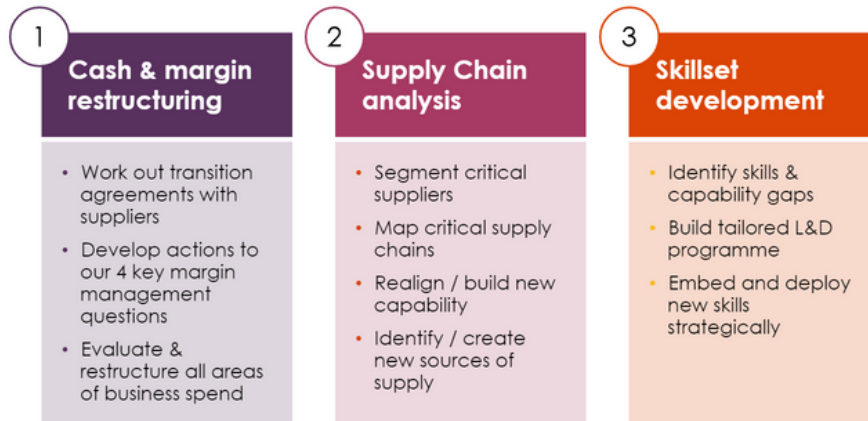 1
Cash & margin
restructuring
• Work out transition
agreements with
suppliers
• Develop actions to
our 4 key margin
management
questions
• Evaluate &
restructure all areas
of business spend
2
Supply Chain
analysis
• Segment critical
suppliers
• Map critical supply
chains
• Realign / build new
capability
• Identify / create
new sources of
supply
3
Skillset
development
• Identify skills &
capability gaps
• Build tailored L&D
programme
• Embed and deploy
new skills
strategically